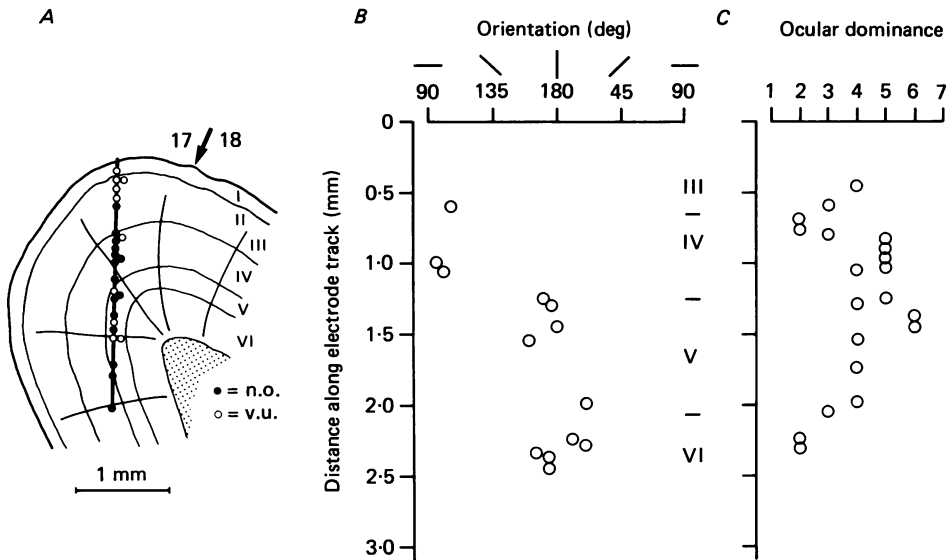 A
17 18
I
II
III
IV
V
VI
● = n.o.
○ = v.u.
1 mm
B
Orientation (deg)
90 135 180 45 90
Distance along electrode track (mm)
0
0·5
1·0
1·5
2·0
2·5
3·0
III
IV
V
VI
C
Ocular dominance
1 2 3 4 5 6 7